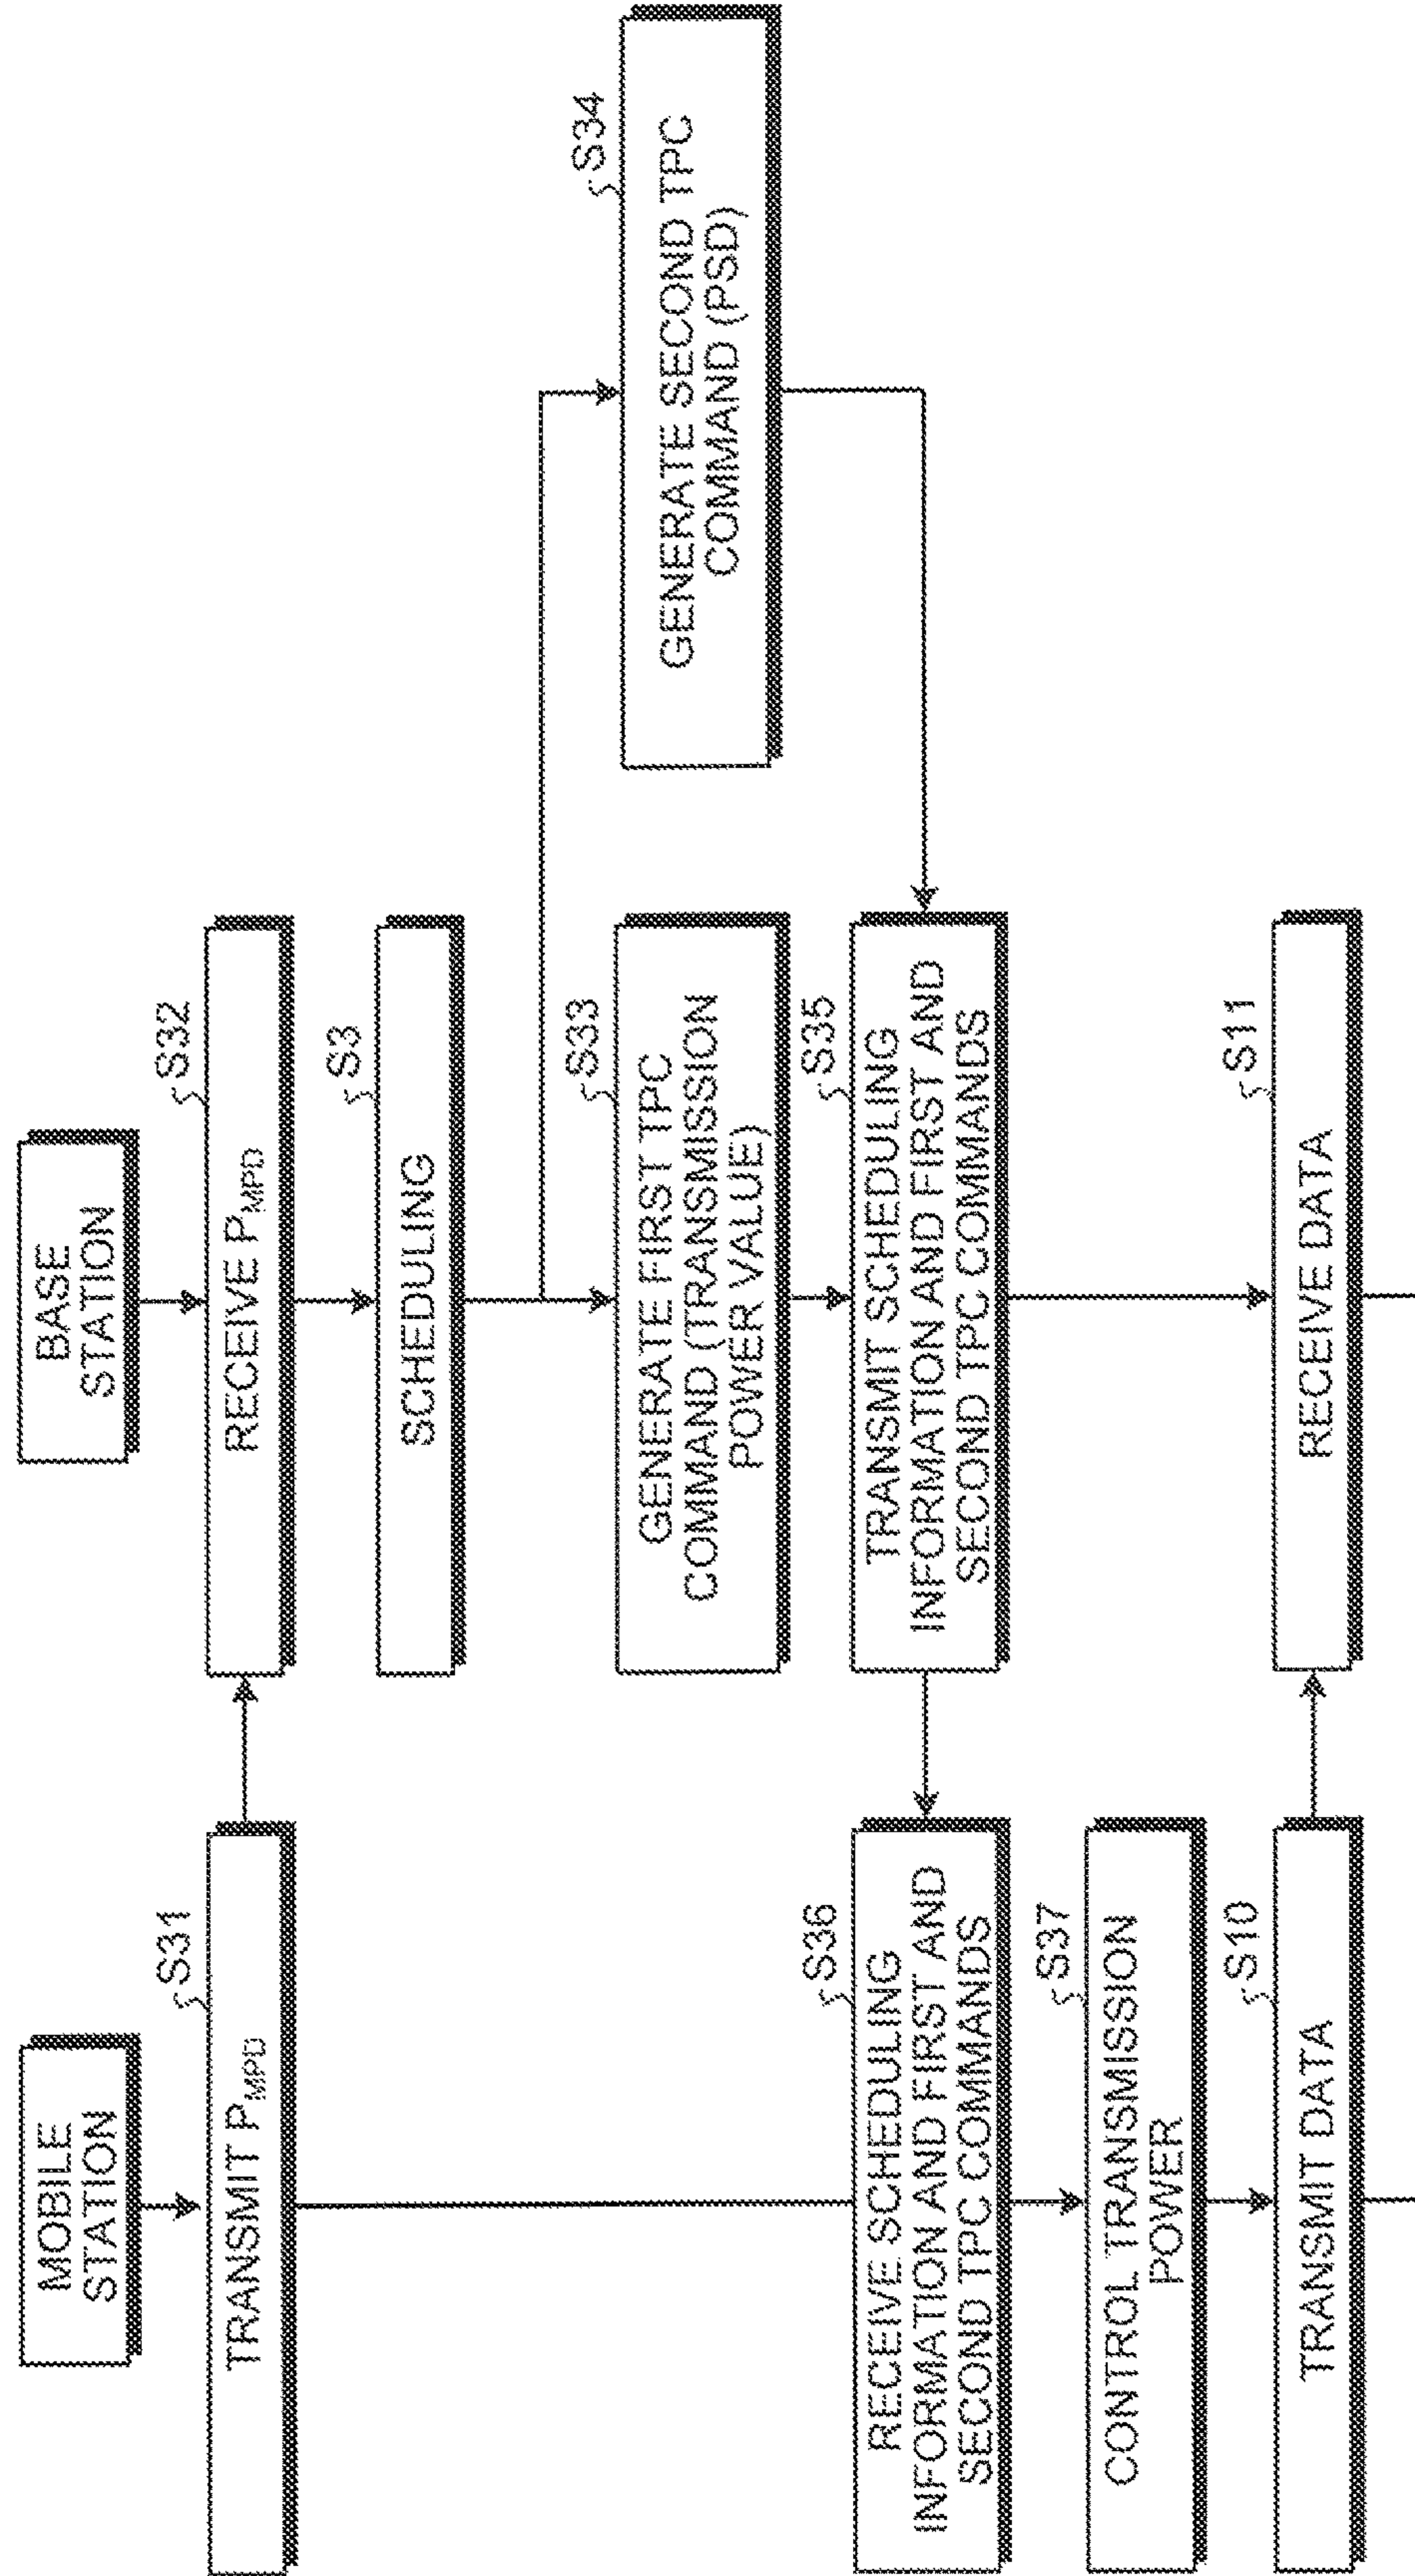 MOBILE
STATION
BASE
STATION
S31
TRANSMIT PMPD
S32
RECEIVE PMPD
S3
SCHEDULING
S33
GENERATE FIRST TPC
COMMAND (TRANSMISSION
POWER VALUE)
S34
GENERATE SECOND TPC
COMMAND (PSD)
S35
TRANSMIT SCHEDULING
INFORMATION AND FIRST AND
SECOND TPC COMMANDS
S36
RECEIVE SCHEDULING
INFORMATION AND FIRST AND
SECOND TPC COMMANDS
S37
CONTROL TRANSMISSION
POWER
S10
TRANSMIT DATA
S11
RECEIVE DATA